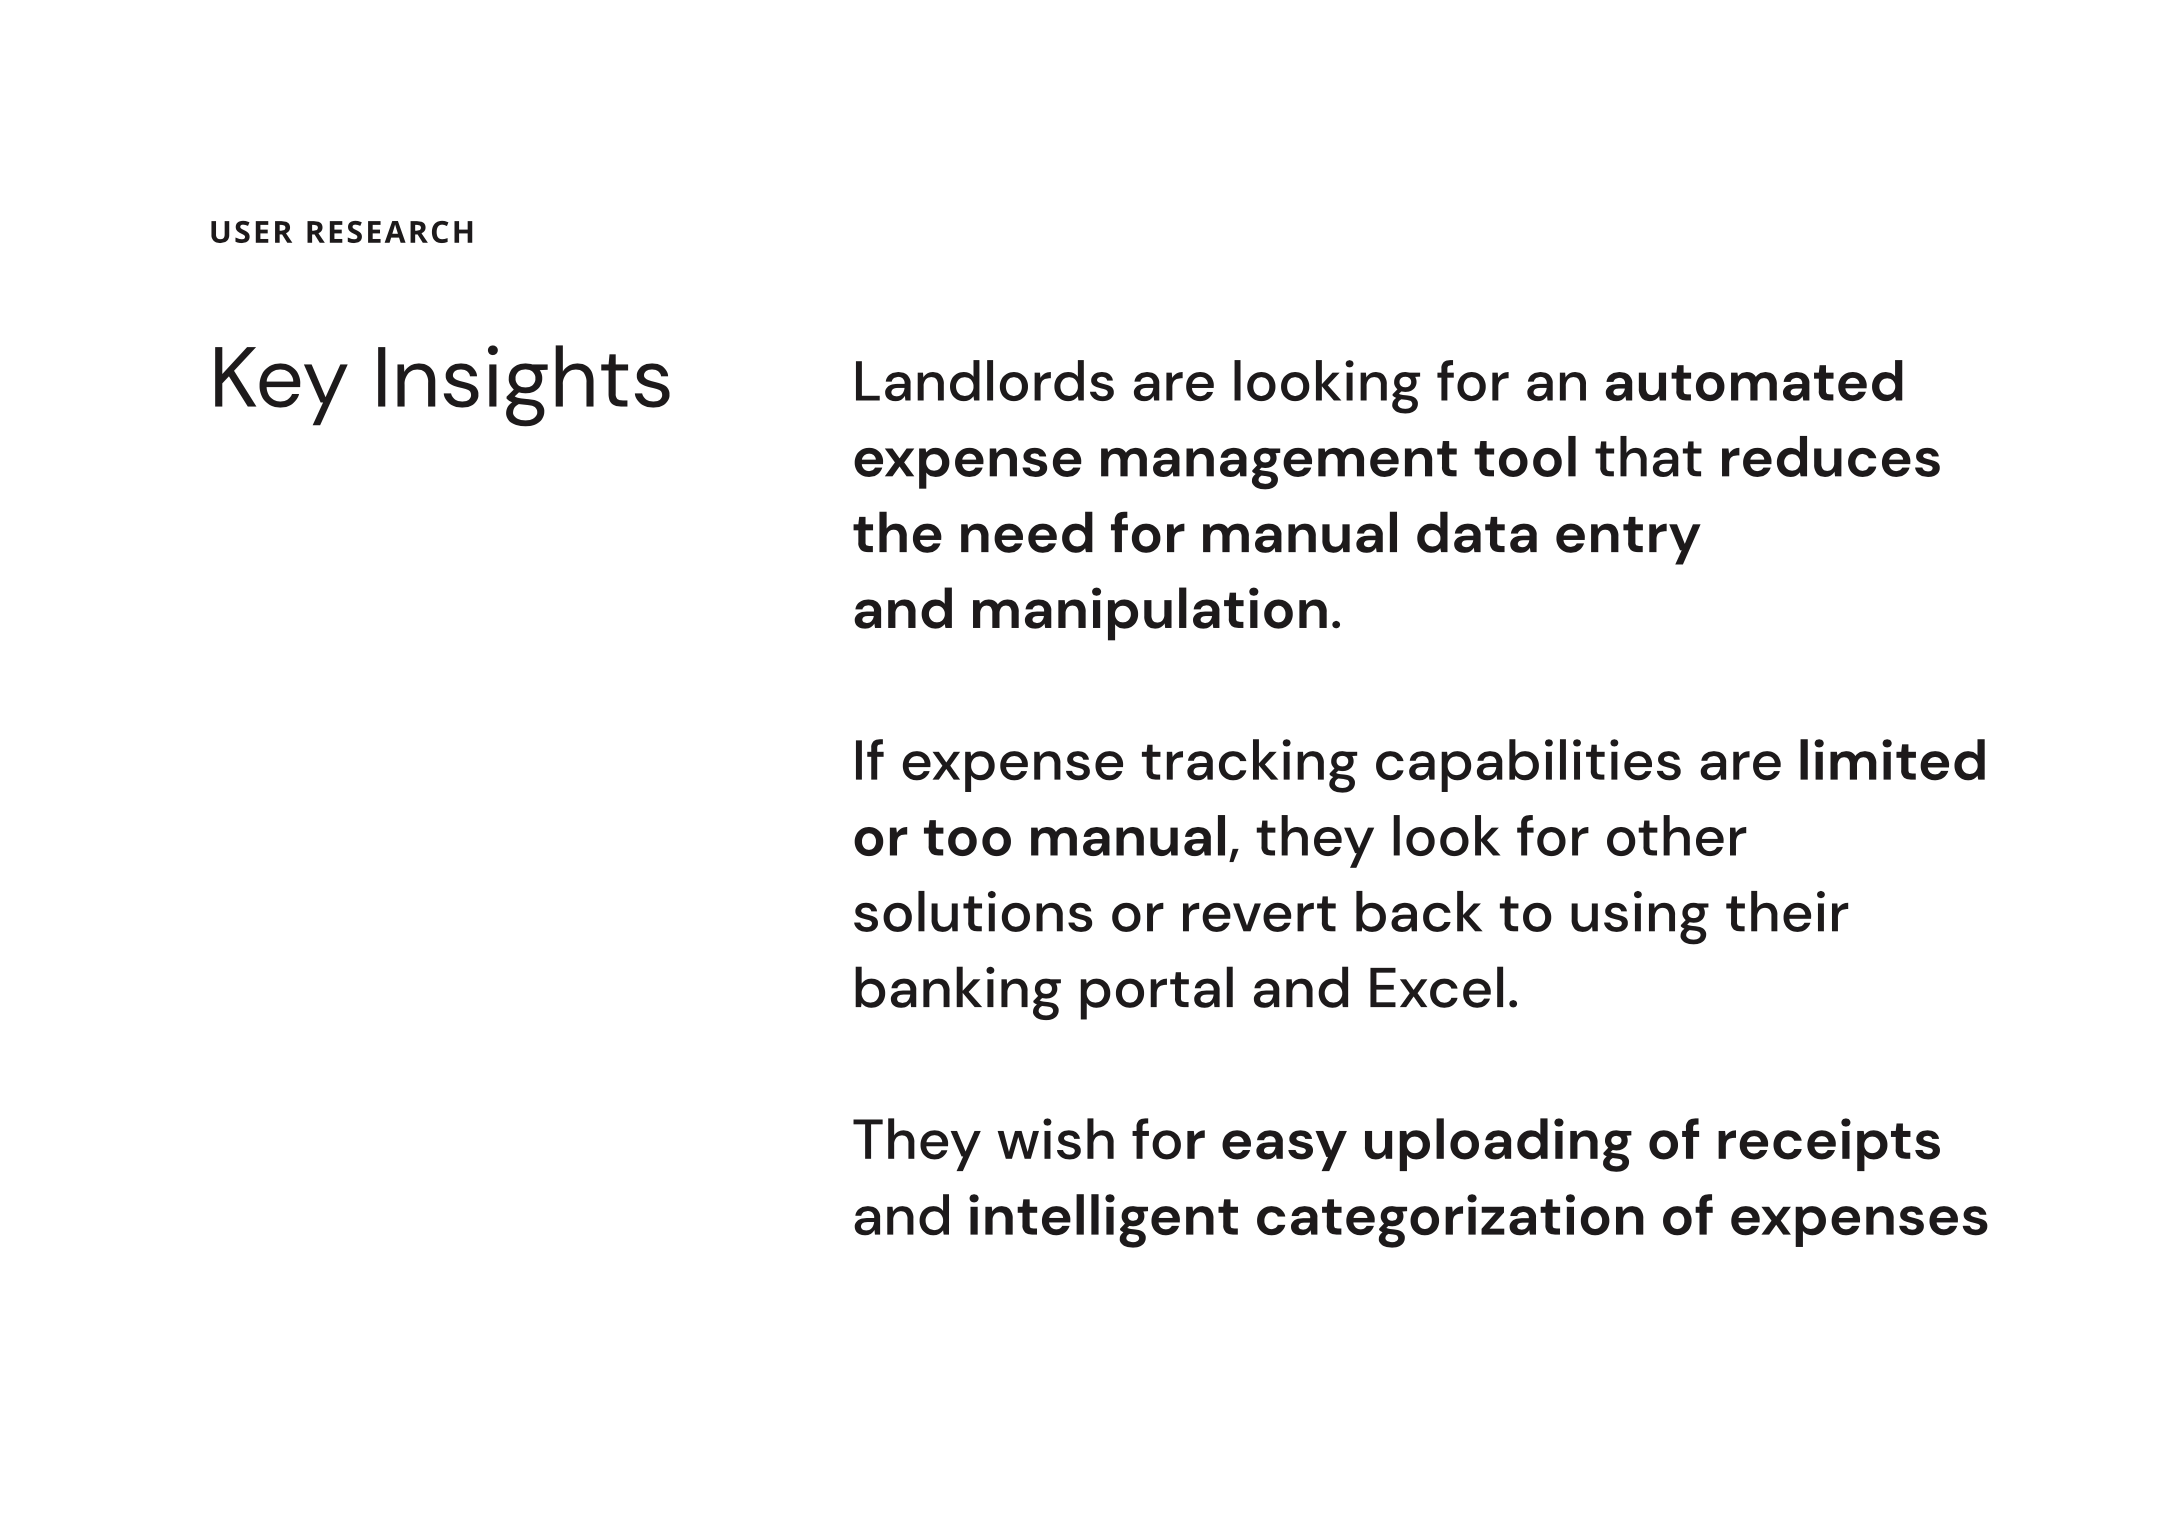 USER RESEARCH
Key Insights
Landlords are looking for an automated
expense management tool that reduces
the need for manual data entry
and manipulation.
If expense tracking capabilities are limited
or too manual, they look for other
solutions or revert back to using their
banking portal and Excel.
They wish for easy uploading of receipts
and intelligent categorization of expenses